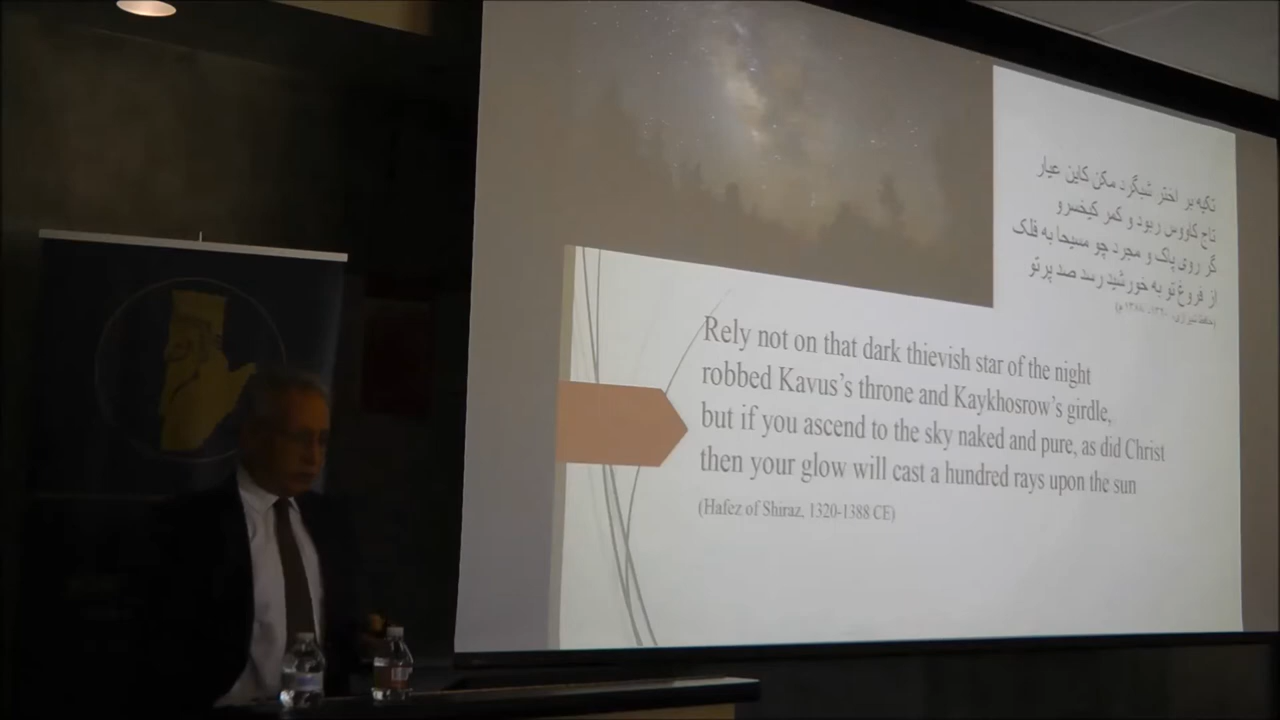 تکیه بر اختر شبگرد مکن کاین عیار
تاج کاووس ربود و کمر کیخسرو
گر روی پاک و مجرد چو مسیحا به فلک
از فروغ تو به خورشید رسد صد پرتو
Rely not on that dark thievish star of the night
robbed Kavus’s throne and Kaykhosrow’s girdle,
but if you ascend to the sky naked and pure, as did Christ
then your glow will cast a hundred rays upon the sun
(Hafez of Shiraz, 1320-1388 CE)